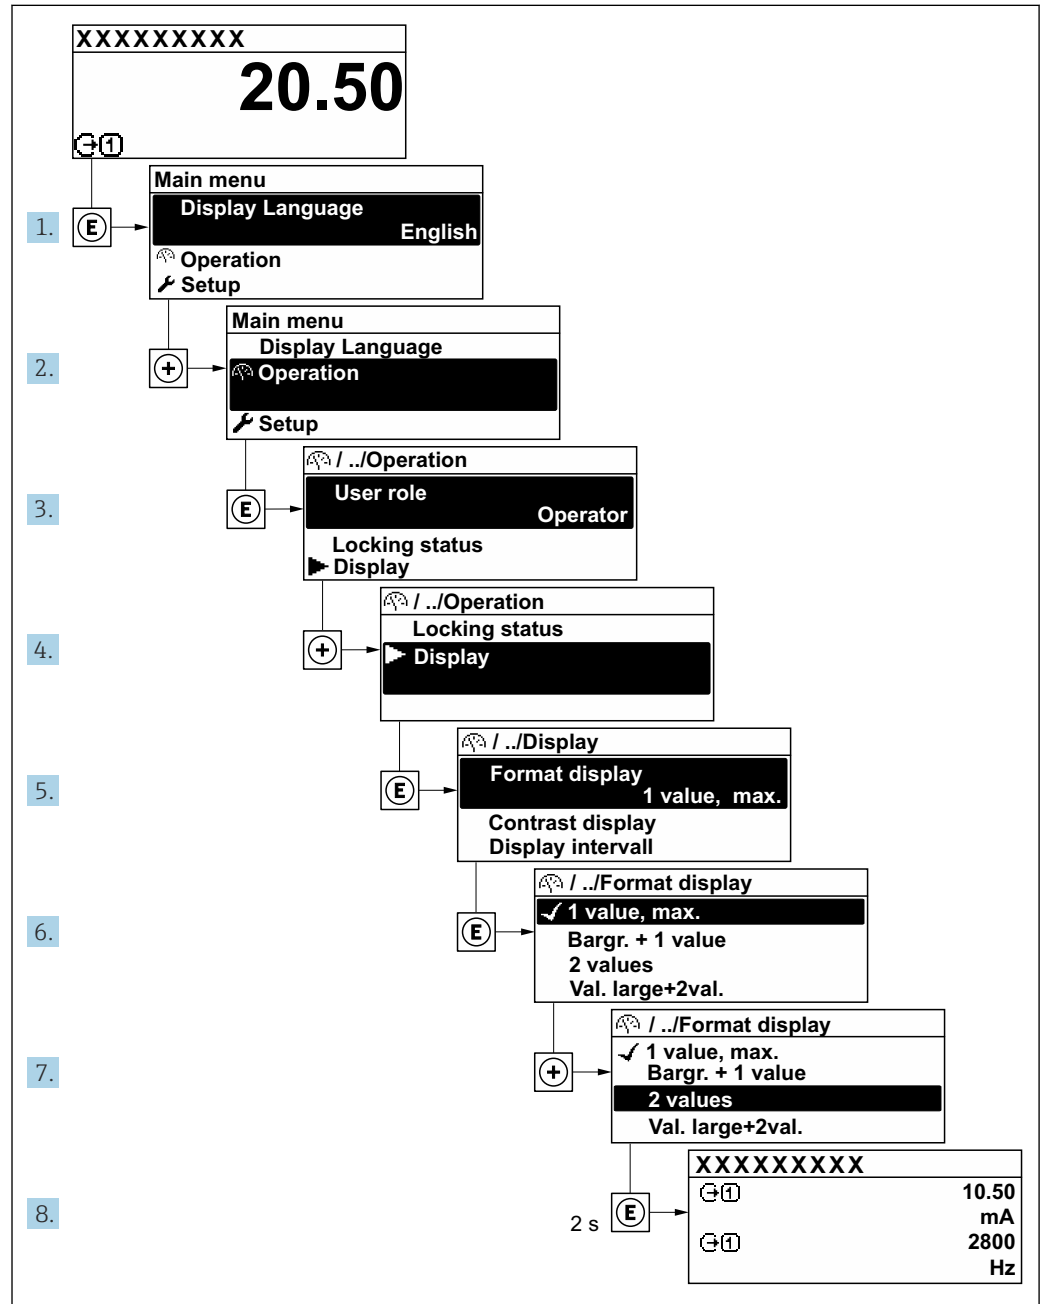 XXXXXXXXX
20.50
1
Main menu
Display Language
1. E
English
Operation
Setup
Main menu
Display Language
2. +
Operation
Setup
/ ../Operation
User role
3. E
Operator
Locking status
Display
/ ../Operation
Locking status
4. +
Display
/ ../Display
Format display
5. E
1 value, max.
Contrast display
Display intervall
/ ../Format display
1 value, max.
6. E
Bargr. + 1 value
2 values
Val. large+2val.
/ ../Format display
1 value, max.
7. +
Bargr. + 1 value
2 values
Val. large+2val.
XXXXXXXXX
1 10.50
8. 2 s E
mA
1 2800
Hz